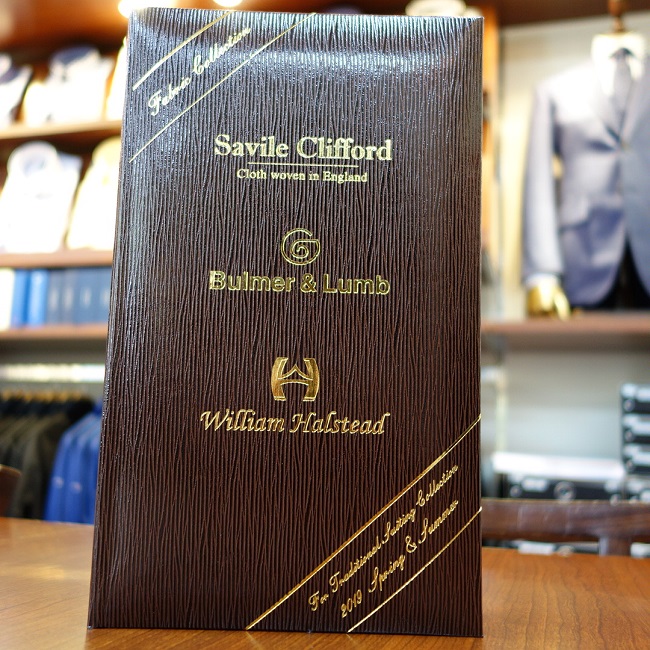 Fabric Collection
Savile Clifford
Cloth woven in England
Bulmer & Lumb
William Halstead
For Traditional Suiting Collection
2019 Spring & Summer